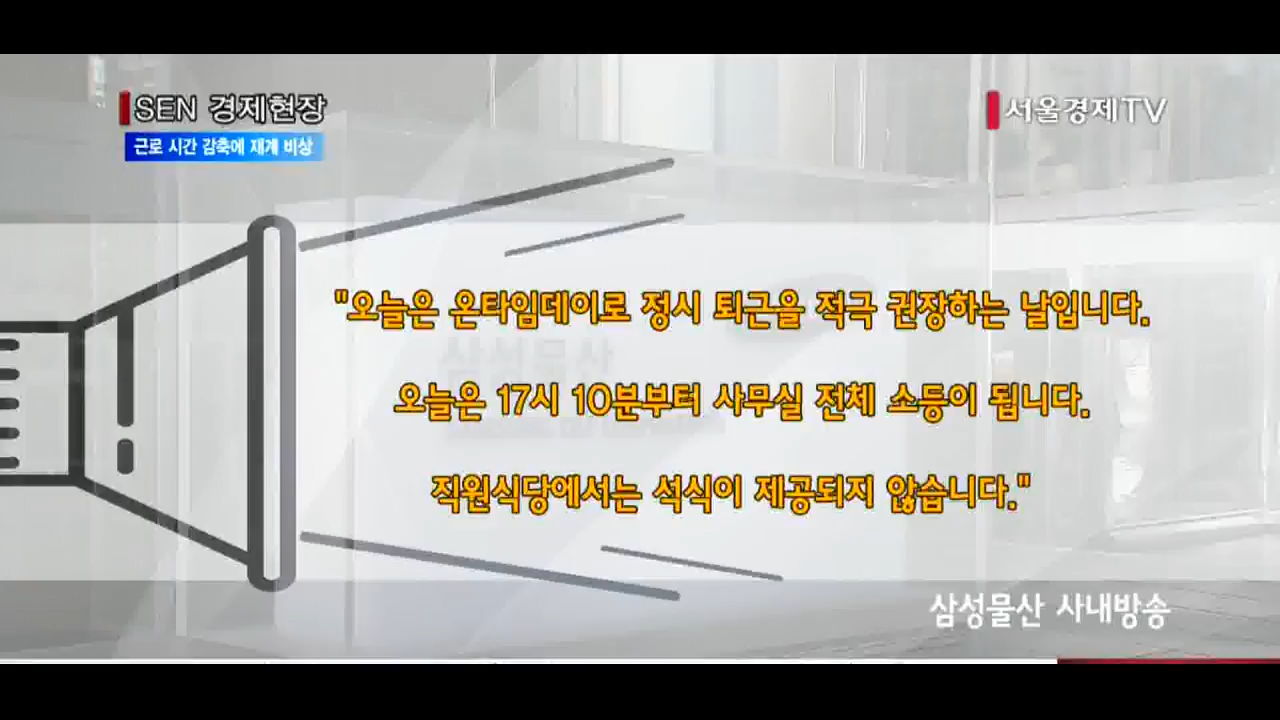 SEN 경제현장
서울경제TV
근로 시간 감축에 재계 비상
"오늘은 온타임데이로 정시 퇴근을 적극 권장하는 날입니다.
삼성물산
오늘은 17시 10분부터 사무실 전체 소등이 됩니다.
직원식당에서는 석식이 제공되지 않습니다."
삼성물산 사내방송